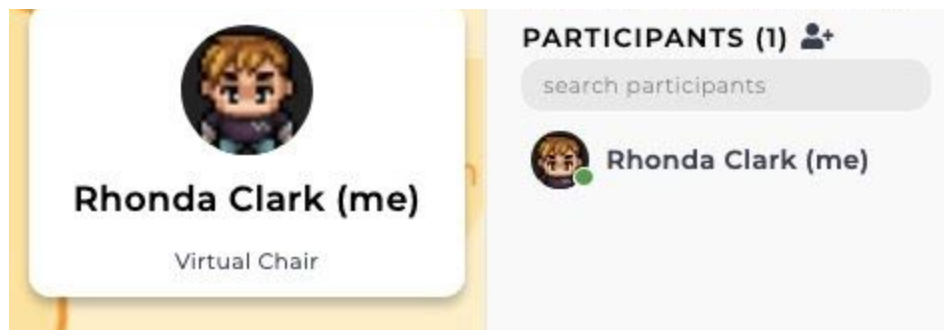 Rhonda Clark (me)
Virtual Chair
PARTICIPANTS (1)
search participants
Rhonda Clark (me)